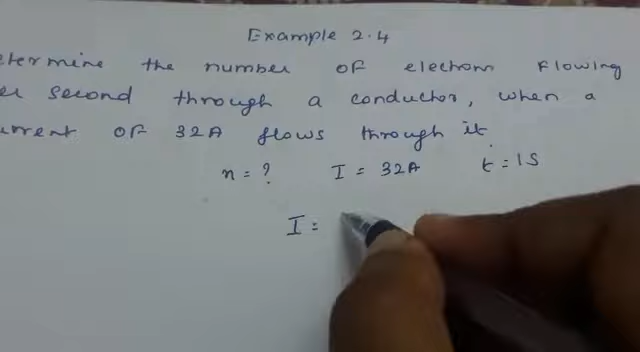 Example 2.4
etermine the number of electrons flowing
er second through a conductor, when a
urrent of 32A flows through it.
n = ? I = 32A t = 1S
I =